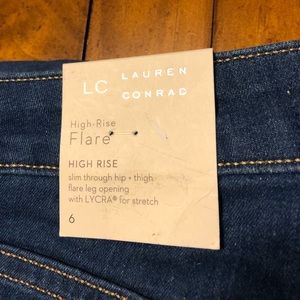 LC LAUREN
CONRAD
High-Rise
Flare
HIGH RISE
slim through hip + thigh
flare leg opening
with LYCRA® for stretch
6